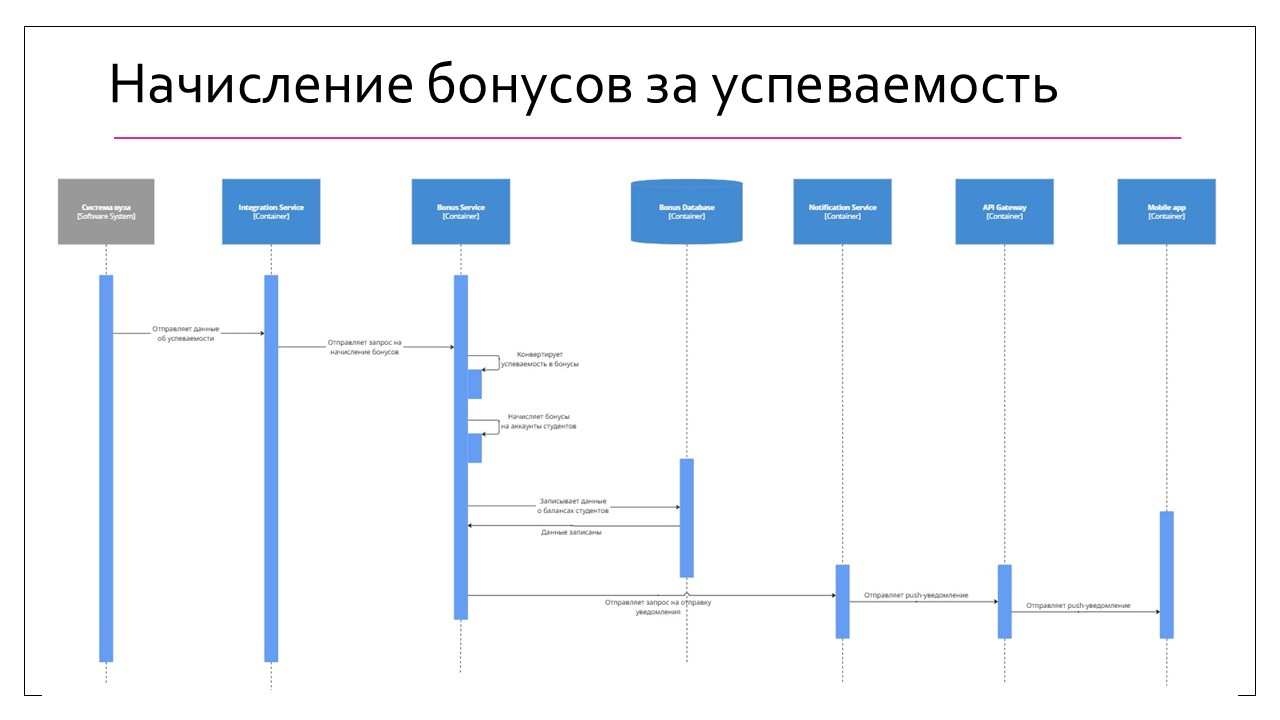 Начисление бонусов за успеваемость
Система вуза
[Software System]
Integration Service
[Container]
Bonus Service
[Container]
Bonus Database
[Container]
Notification Service
[Container]
API Gateway
[Container]
Mobile app
[Container]
Отправляет данные
об успеваемости
Отправляет запрос на
начисление бонусов
Конвертирует
успеваемость в бонусы
Начисляет бонусы
на аккаунты студентов
Записывает данные
о балансах студентов
Данные записаны
Отправляет запрос на отправку
уведомления
Отправляет push-уведомление
Отправляет push-уведомление